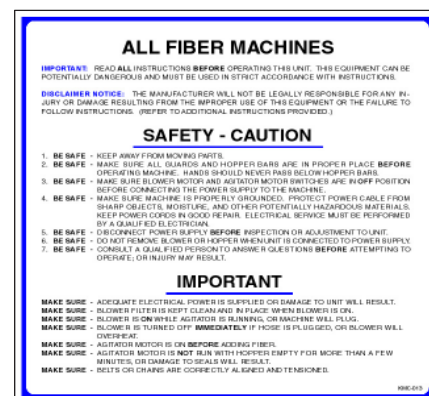 ALL FIBER MACHINES
IMPORTANT: READ ALL INSTRUCTIONS BEFORE OPERATING THIS UNIT. THIS EQUIPMENT CAN BE
POTENTIALLY DANGEROUS AND MUST BE USED IN STRICT ACCORDANCE WITH INSTRUCTIONS.
DISCLAIMER NOTICE: THE MANUFACTURER WILL NOT BE LEGALLY RESPONSIBLE FOR ANY IN-
JURY OR DAMAGE RESULTING FROM THE IMPROPER USE OF THIS EQUIPMENT OR THE FAILURE TO
FOLLOW INSTRUCTIONS. (REFER TO ADDITIONAL INSTRUCTIONS PROVIDED.)
SAFETY - CAUTION
1. BE SAFE - KEEP AWAY FROM MOVING PARTS.
2. BE SAFE - MAKE SURE ALL GUARDS AND HOPPER BARS ARE IN PROPER PLACE BEFORE
OPERATING MACHINE. HANDS SHOULD NEVER PASS BELOW HOPPER BARS.
3. BE SAFE - MAKE SURE BLOWER MOTOR AND AGITATOR MOTOR SWITCHES ARE IN OFF POSITION
BEFORE CONNECTING THE POWER SUPPLY TO THE MACHINE.
4. BE SAFE - MAKE SURE MACHINE IS PROPERLY GROUNDED. PROTECT POWER CABLE FROM
SHARP OBJECTS, MOISTURE, AND OTHER POTENTIALLY HAZARDOUS MATERIALS.
KEEP POWER CORDS IN GOOD REPAIR. ELECTRICAL SERVICE MUST BE PERFORMED
BY A QUALIFIED ELECTRICIAN.
5. BE SAFE - DISCONNECT POWER SUPPLY BEFORE INSPECTION OR ADJUSTMENT TO UNIT.
6. BE SAFE - DO NOT REMOVE BLOWER OR HOPPER WHEN UNIT IS CONNECTED TO POWER SUPPLY.
7. BE SAFE - CONSULT A QUALIFIED PERSON TO ANSWER QUESTIONS BEFORE ATTEMPTING TO
OPERATE; OR INJURY MAY RESULT.
IMPORTANT
MAKE SURE - ADEQUATE ELECTRICAL POWER IS SUPPLIED OR DAMAGE TO UNIT WILL RESULT.
MAKE SURE - BLOWER FILTER IS KEPT CLEAN AND IN PLACE WHEN BLOWER IS ON.
MAKE SURE - BLOWER IS ON WHILE AGITATOR IS RUNNING, OR MACHINE WILL PLUG.
MAKE SURE - BLOWER IS TURNED OFF IMMEDIATELY IF HOSE IS PLUGGED, OR BLOWER WILL
OVERHEAT.
MAKE SURE - AGITATOR MOTOR IS ON BEFORE ADDING FIBER.
MAKE SURE - AGITATOR MOTOR IS NOT RUN WITH HOPPER EMPTY FOR MORE THAN A FEW
MINUTES, OR DAMAGE TO SEALS WILL RESULT.
MAKE SURE - BELTS OR CHAINS ARE CORRECTLY ALIGNED AND TENSIONED.